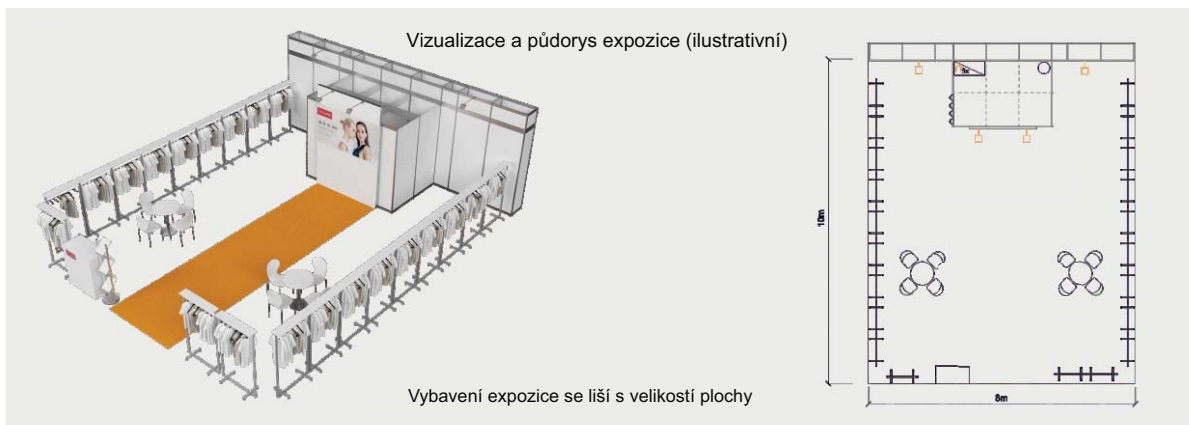 Vizualizace a půdorys expozice (ilustrativní)
10m
8m
Vybavení expozice se liší s velikostí plochy